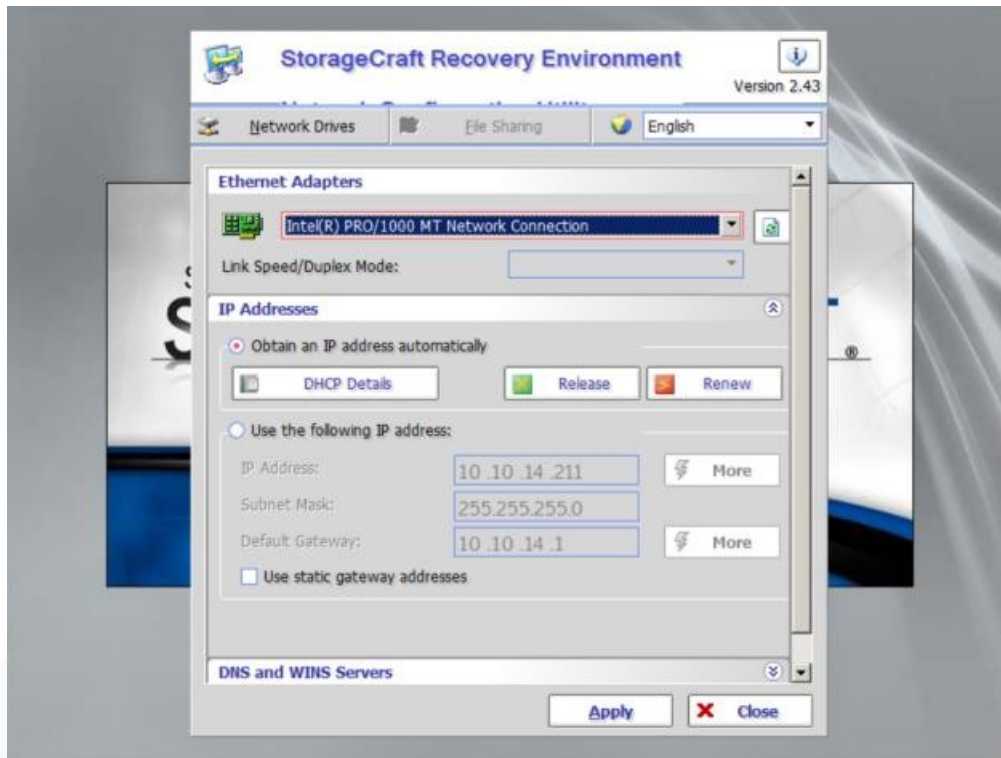 StorageCraft Recovery Environment
Version 2.43
Network Drives
File Sharing
English
Ethernet Adapters
Intel(R) PRO/1000 MT Network Connection
Link Speed/Duplex Mode:
IP Addresses
Obtain an IP address automatically
DHCP Details
Release
Renew
Use the following IP address:
IP Address:
10 .10 .14 .211
More
Subnet Mask:
255.255.255.0
Default Gateway:
10 .10 .14 .1
More
Use static gateway addresses
DNS and WINS Servers
Apply
Close
®